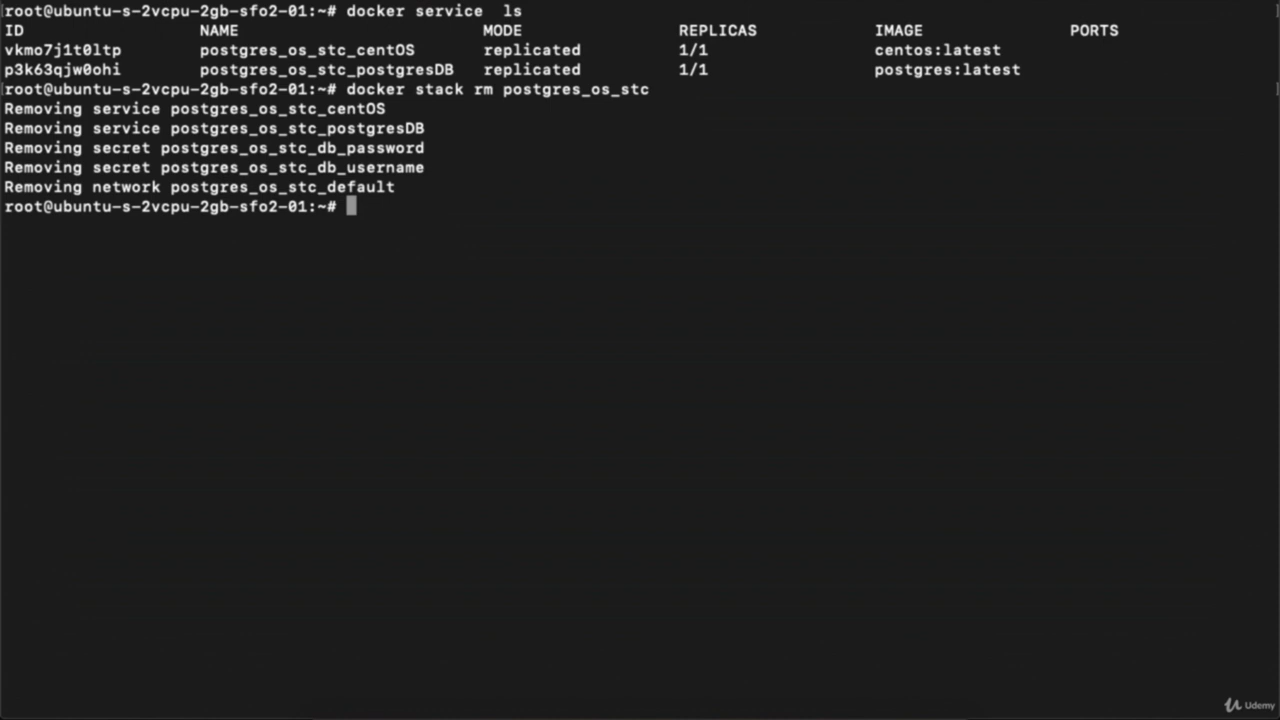 root@ubuntu-s-2vcpu-2gb-sfo2-01:~# docker service  ls
ID NAME MODE REPLICAS IMAGE PORTS
vkmo7j1t0ltp postgres_os_stc_centOS replicated 1/1 centos:latest
p3k63qjw0ohi postgres_os_stc_postgresDB replicated 1/1 postgres:latest
root@ubuntu-s-2vcpu-2gb-sfo2-01:~# docker stack rm postgres_os_stc
Removing service postgres_os_stc_centOS
Removing service postgres_os_stc_postgresDB
Removing secret postgres_os_stc_db_password
Removing secret postgres_os_stc_db_username
Removing network postgres_os_stc_default
root@ubuntu-s-2vcpu-2gb-sfo2-01:~#
Udemy